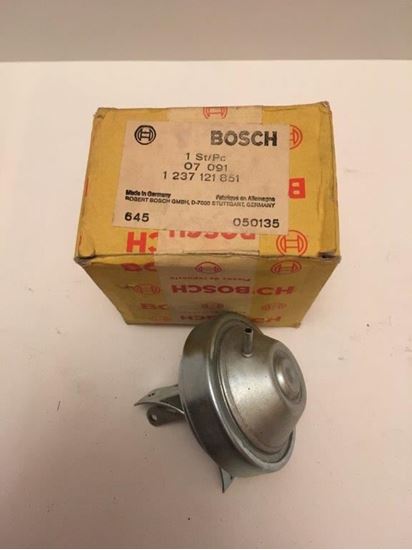 BOSCH
1 St/Pc
07 091
1 237 121 851
Made in Germany Fabriqué en Allemagne
ROBERT BOSCH GMBH, D-7000 STUTTGART, GERMANY
645 050135
BOSCH
BOSCH